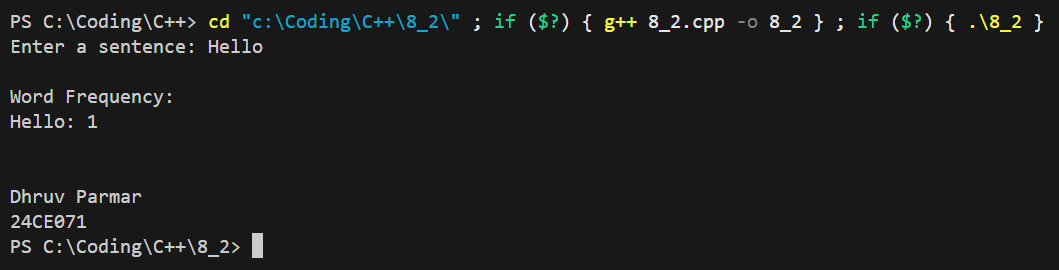 PS C:\Coding\C++> cd "c:\Coding\C++\8_2\" ; if ($?) { g++ 8_2.cpp -o 8_2 } ; if ($?) { .\8_2 }
Enter a sentence: Hello
Word Frequency:
Hello: 1
Dhruv Parmar
24CE071
PS C:\Coding\C++\8_2>